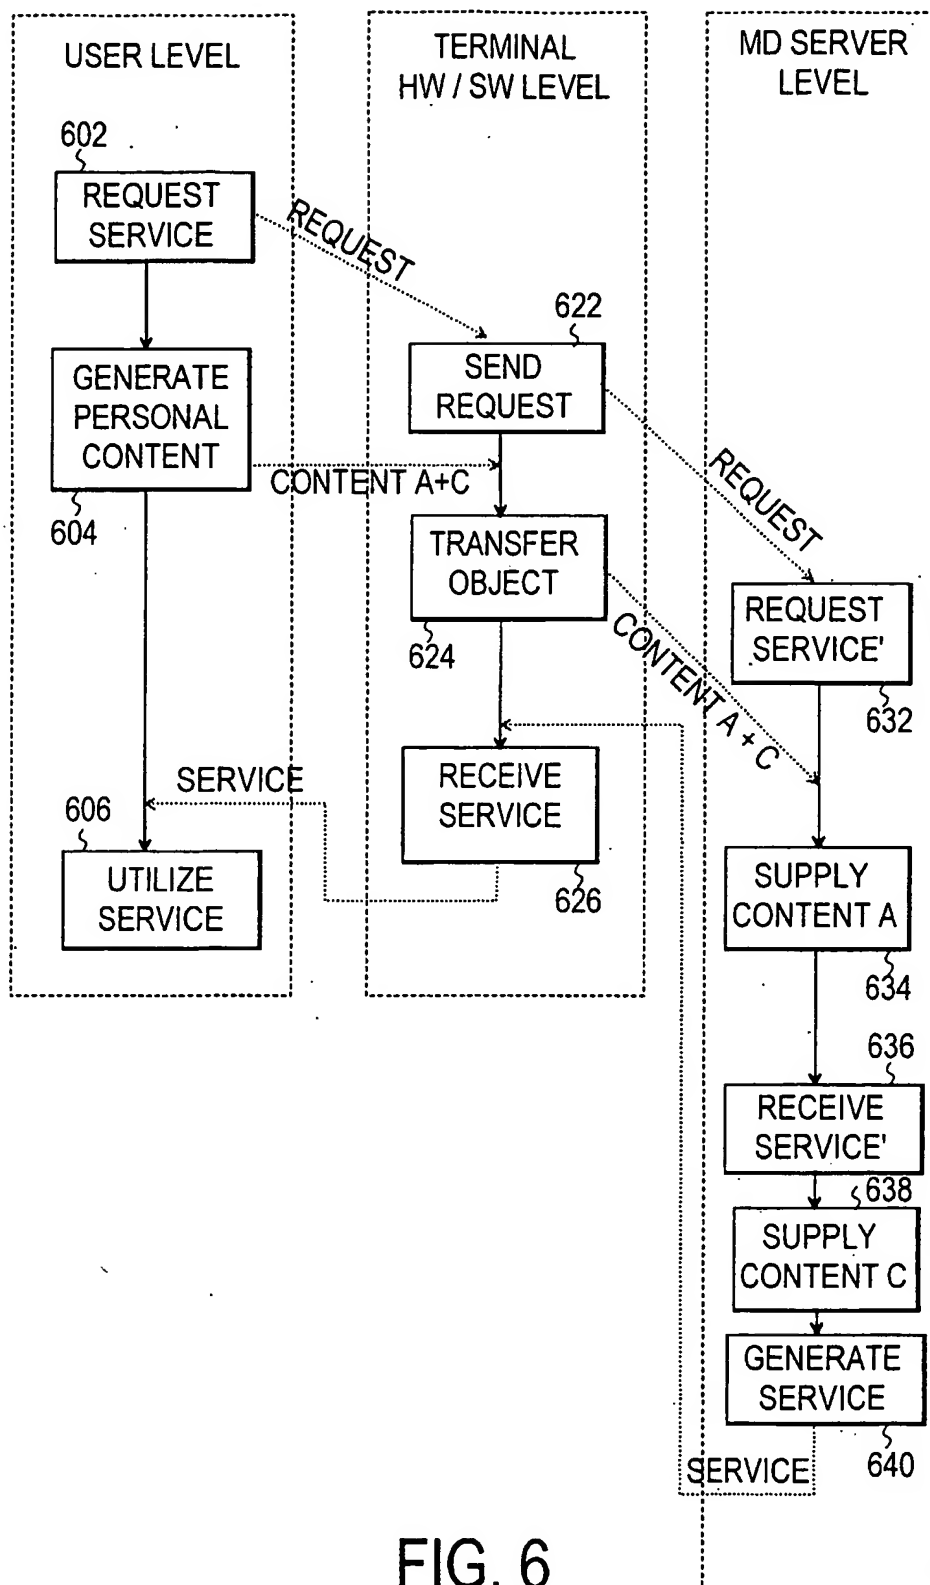 USER LEVEL
TERMINAL
HW / SW LEVEL
MD SERVER
LEVEL
602
REQUEST
SERVICE
REQUEST
622
SEND
REQUEST
GENERATE
PERSONAL
CONTENT
604
CONTENT A+C
REQUEST
TRANSFER
OBJECT
624
CONTENT A + C
REQUEST
SERVICE'
632
SERVICE
RECEIVE
SERVICE
626
606
UTILIZE
SERVICE
SUPPLY
CONTENT A
634
636
RECEIVE
SERVICE'
638
SUPPLY
CONTENT C
GENERATE
SERVICE
640
SERVICE
FIG. 6